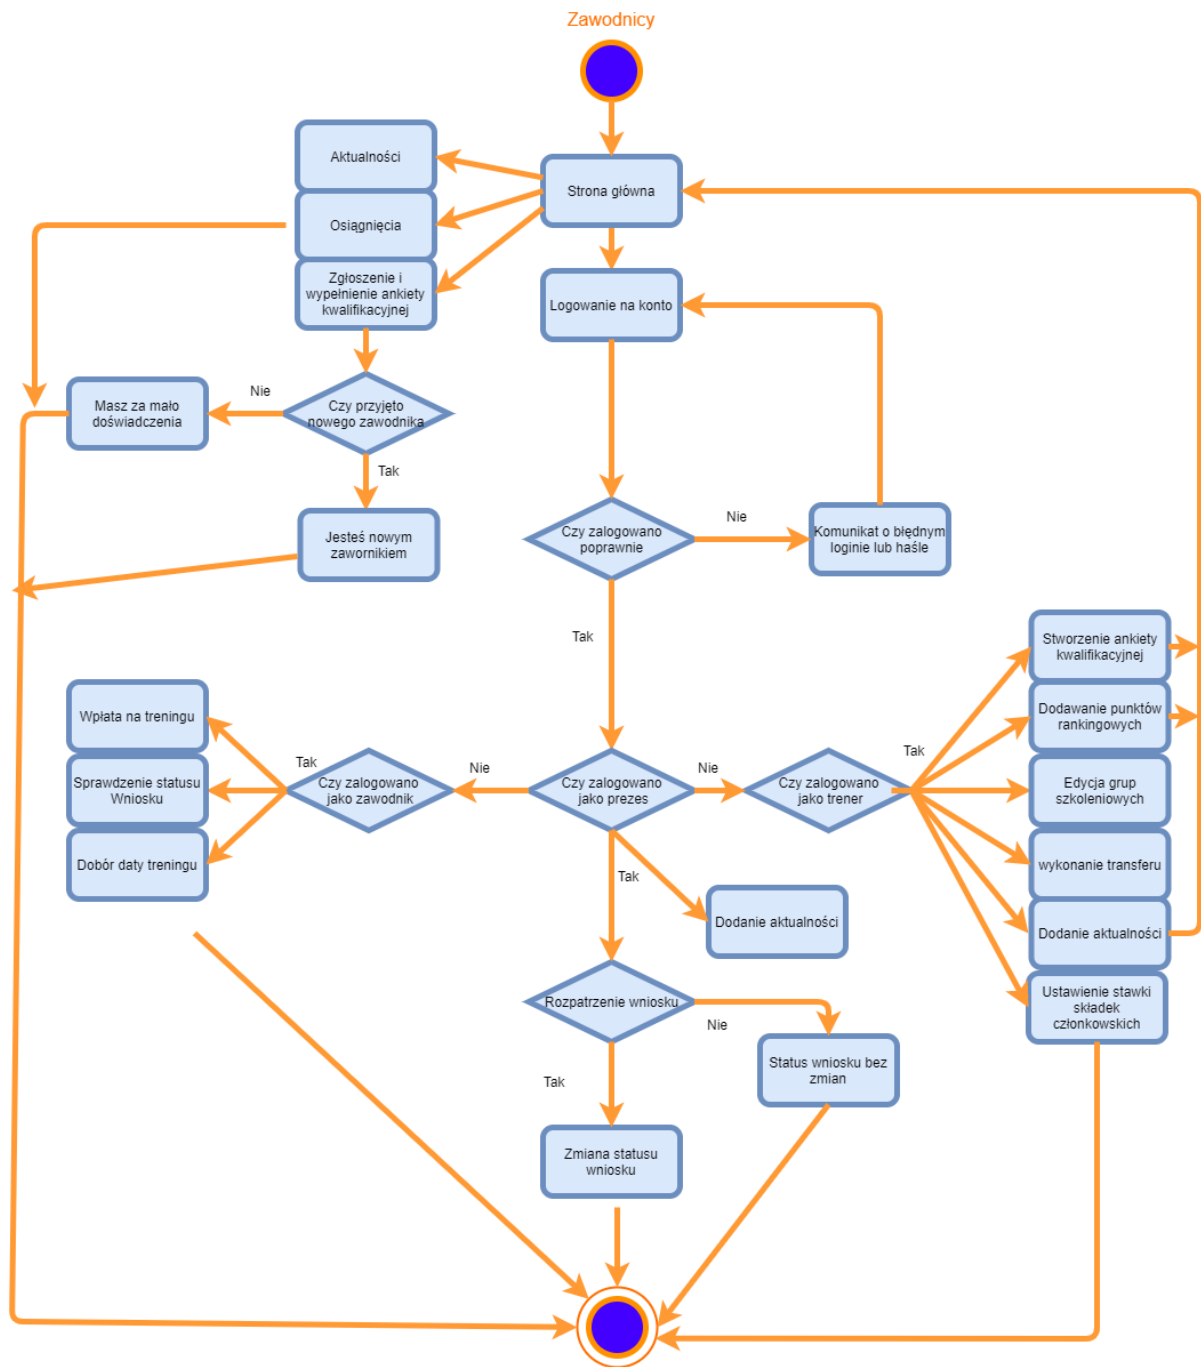 Zawodnicy
Aktualności
Strona główna
Osiągnięcia
Zgłoszenie i
wypełnienie ankiety
kwalifikacyjnej
Logowanie na konto
Nie
Masz za mało
doświadczenia
Czy przyjęto
nowego zawodnika
Tak
Jesteś nowym
zawornikiem
Czy zalogowano
poprawnie
Nie
Komunikat o błędnym
loginie lub haśle
Tak
Stworzenie ankiety
kwalifikacyjnej
Wpłata na treningu
Dodawanie punktów
rankingowych
Tak
Sprawdzenie statusu
Wniosku
Czy zalogowano
jako zawodnik
Nie
Czy zalogowano
jako prezes
Nie
Czy zalogowano
jako trener
Tak
Edycja grup
szkoleniowych
Dobór daty treningu
Tak
wykonanie transferu
Dodanie aktualności
Dodanie aktualności
Rozpatrzenie wniosku
Nie
Ustawienie stawki
składek
członkowskich
Status wniosku bez
zmian
Tak
Zmiana statusu
wniosku